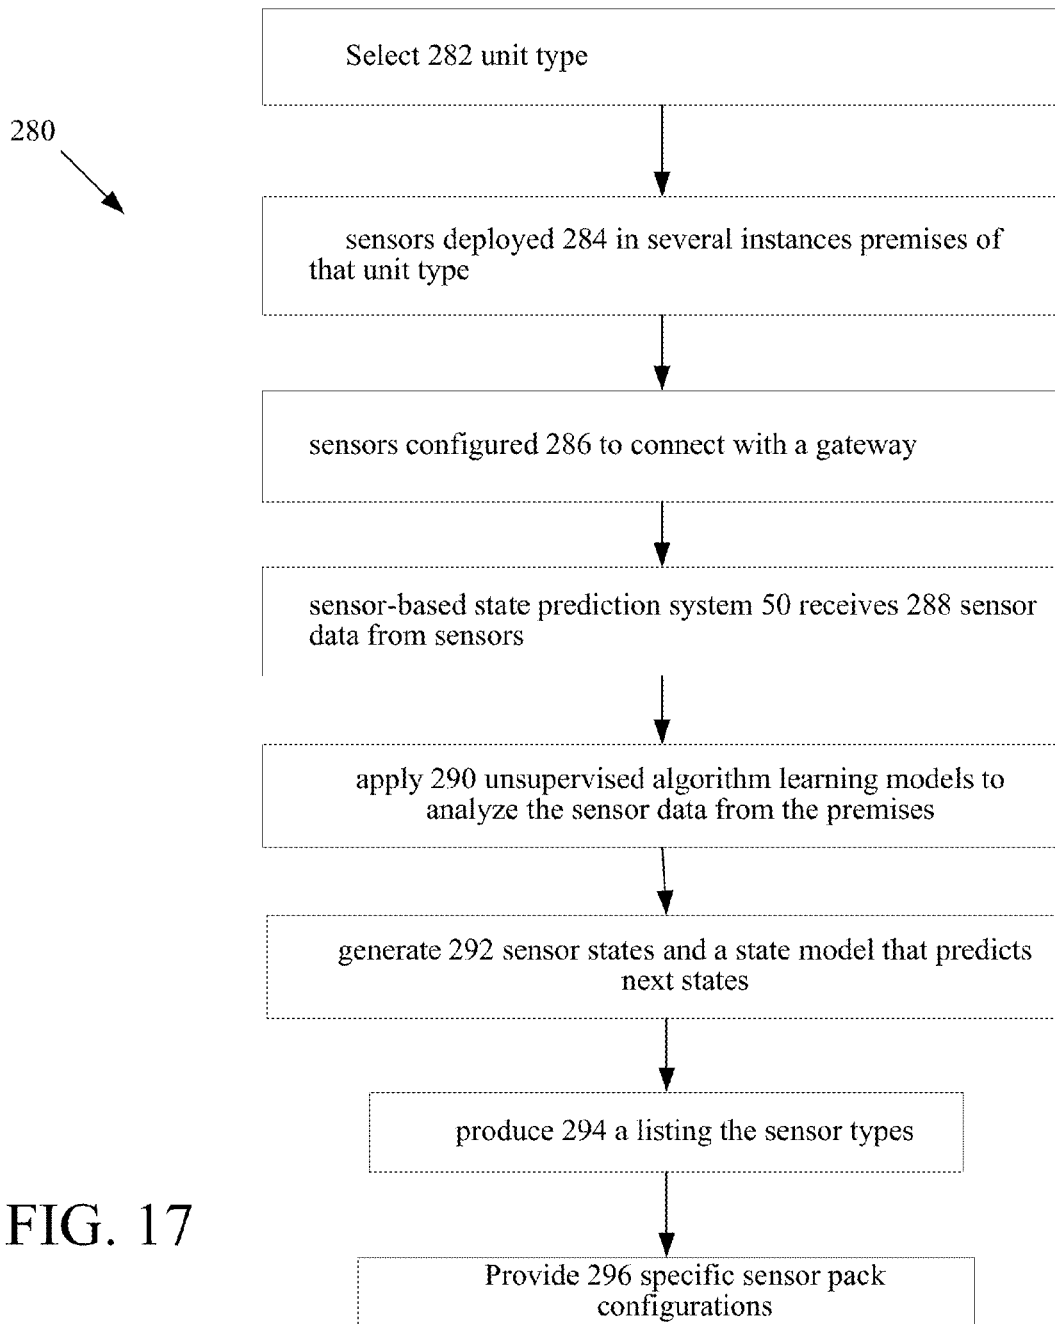 Select 282 unit type
280
sensors deployed 284 in several instances premises of
that unit type
sensors configured 286 to connect with a gateway
sensor-based state prediction system 50 receives 288 sensor
data from sensors
apply 290 unsupervised algorithm learning models to
analyze the sensor data from the premises
generate 292 sensor states and a state model that predicts
next states
produce 294 a listing the sensor types
FIG. 17
Provide 296 specific sensor pack
configurations